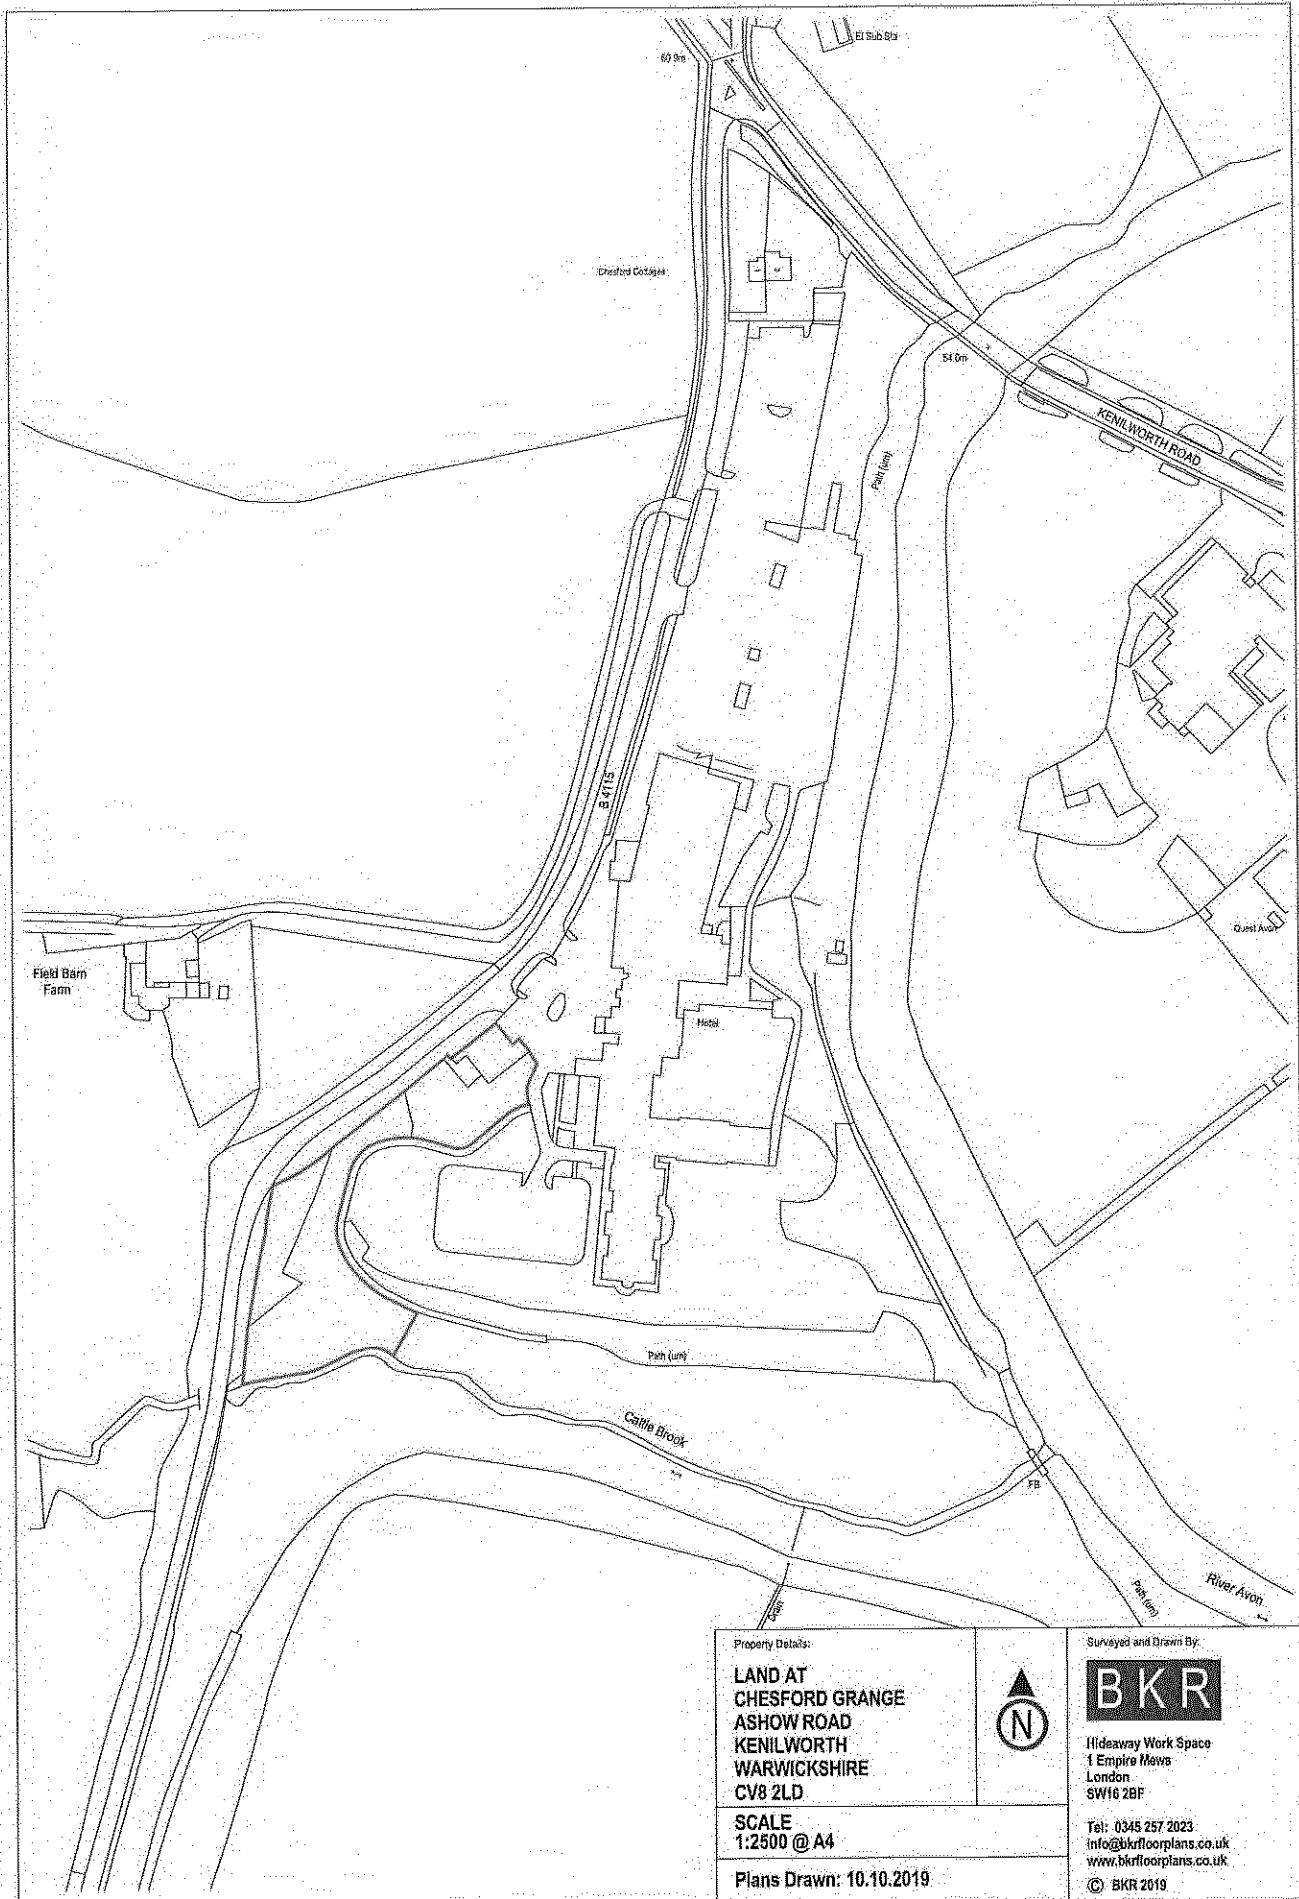 El Sub Sta
60.9m
Chesford Cottages
54.0m
KENILWORTH ROAD
Path (um)
B 4115
Field Barn
Farm
Quest Avon
Hotel
Path (um)
Cattle Brook
FB
Drain
Path (um)
River Avon
Property Details:
LAND AT
CHESFORD GRANGE
ASHOW ROAD
KENILWORTH
WARWICKSHIRE
CV8 2LD
SCALE
1:2500 @ A4
Plans Drawn: 10.10.2019
N
Surveyed and Drawn By:
BKR
Hideaway Work Space
1 Empire Mews
London
SW16 2BF
Tel: 0345 257 2023
info@bkrfloorplans.co.uk
www.bkrfloorplans.co.uk
© BKR 2019